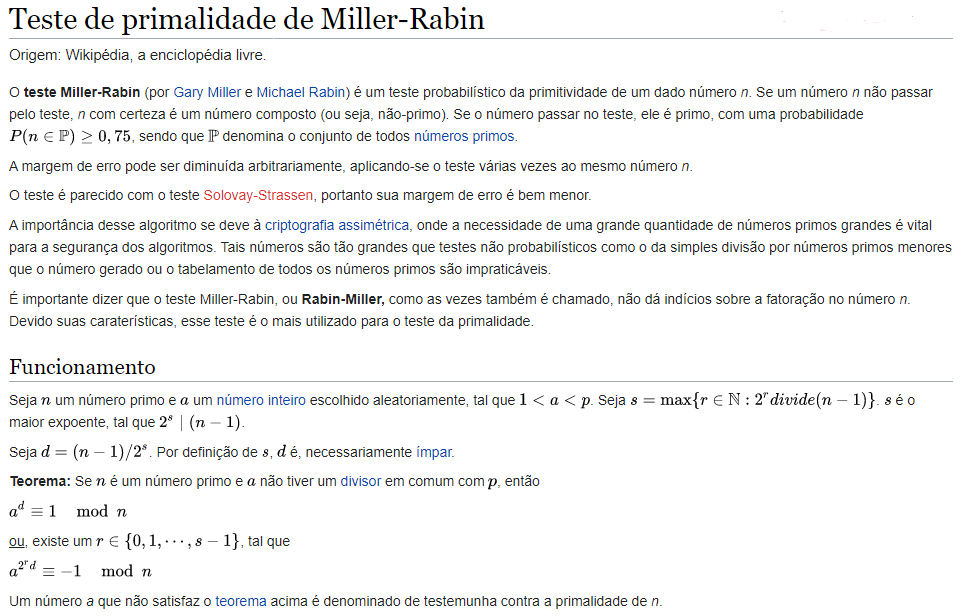 Teste de primalidade de Miller-Rabin
Origem: Wikipédia, a enciclopédia livre.
O teste Miller-Rabin (por Gary Miller e Michael Rabin) é um teste probabilístico da primitividade de um dado número n. Se um número n não passar
pelo teste, n com certeza é um número composto (ou seja, não-primo). Se o número passar no teste, ele é primo, com uma probabilidade
P(n ∈ ℙ) ≥ 0,75, sendo que ℙ denomina o conjunto de todos números primos.
A margem de erro pode ser diminuída arbitrariamente, aplicando-se o teste várias vezes ao mesmo número n.
O teste é parecido com o teste Solovay-Strassen, portanto sua margem de erro é bem menor.
A importância desse algoritmo se deve à criptografia assimétrica, onde a necessidade de uma grande quantidade de números primos grandes é vital
para a segurança dos algoritmos. Tais números são tão grandes que testes não probabilísticos como o da simples divisão por números primos menores
que o número gerado ou o tabelamento de todos os números primos são impraticáveis.
É importante dizer que o teste Miller-Rabin, ou Rabin-Miller, como as vezes também é chamado, não dá indícios sobre a fatoração no número n.
Devido suas caraterísticas, esse teste é o mais utilizado para o teste da primalidade.
Funcionamento
Seja n um número primo e a um número inteiro escolhido aleatoriamente, tal que 1 < a < p. Seja s = max{r ∈ ℕ : 2^r divide(n − 1)}. s é o
maior expoente, tal que 2^s | (n − 1).
Seja d = (n − 1)/2^s. Por definição de s, d é, necessariamente ímpar.
Teorema: Se n é um número primo e a não tiver um divisor em comum com p, então
a^d ≡ 1 mod n
ou, existe um r ∈ {0, 1, ⋯, s − 1}, tal que
a^{2^r d} ≡ −1 mod n
Um número a que não satisfaz o teorema acima é denominado de testemunha contra a primalidade de n.